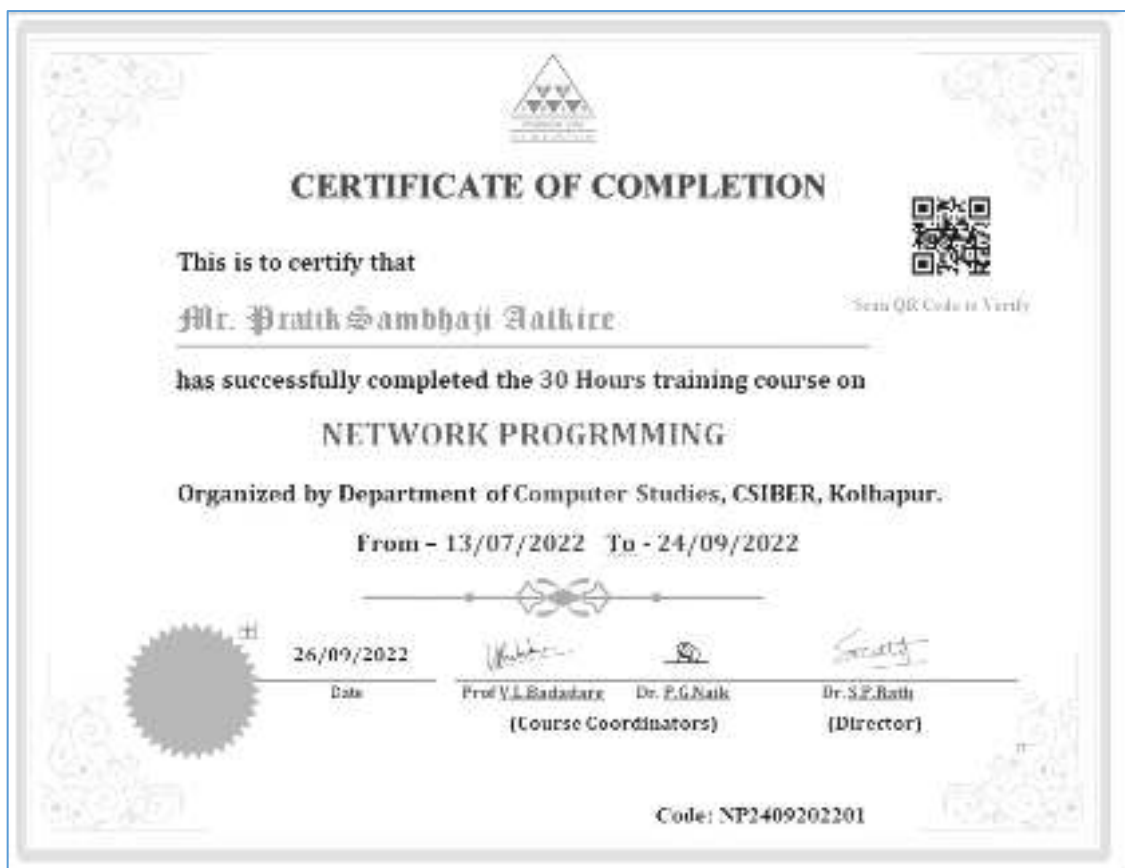 CERTIFICATE OF COMPLETION
This is to certify that
Scan QR Code to Verify
Mr. Pratik Sambhaji
has successfully completed the 30 Hours training course on
NETWORK PROGRMMING
Organized by Department of Computer Studies, CSIBER, Kolhapur.
From – 13/07/2022 To - 24/09/2022
26/09/2022
Date
Prof V.L.Badadare Dr. P.G.Naik Dr. S.P.Rath
(Course Coordinators) (Director)
Code: NP2409202201